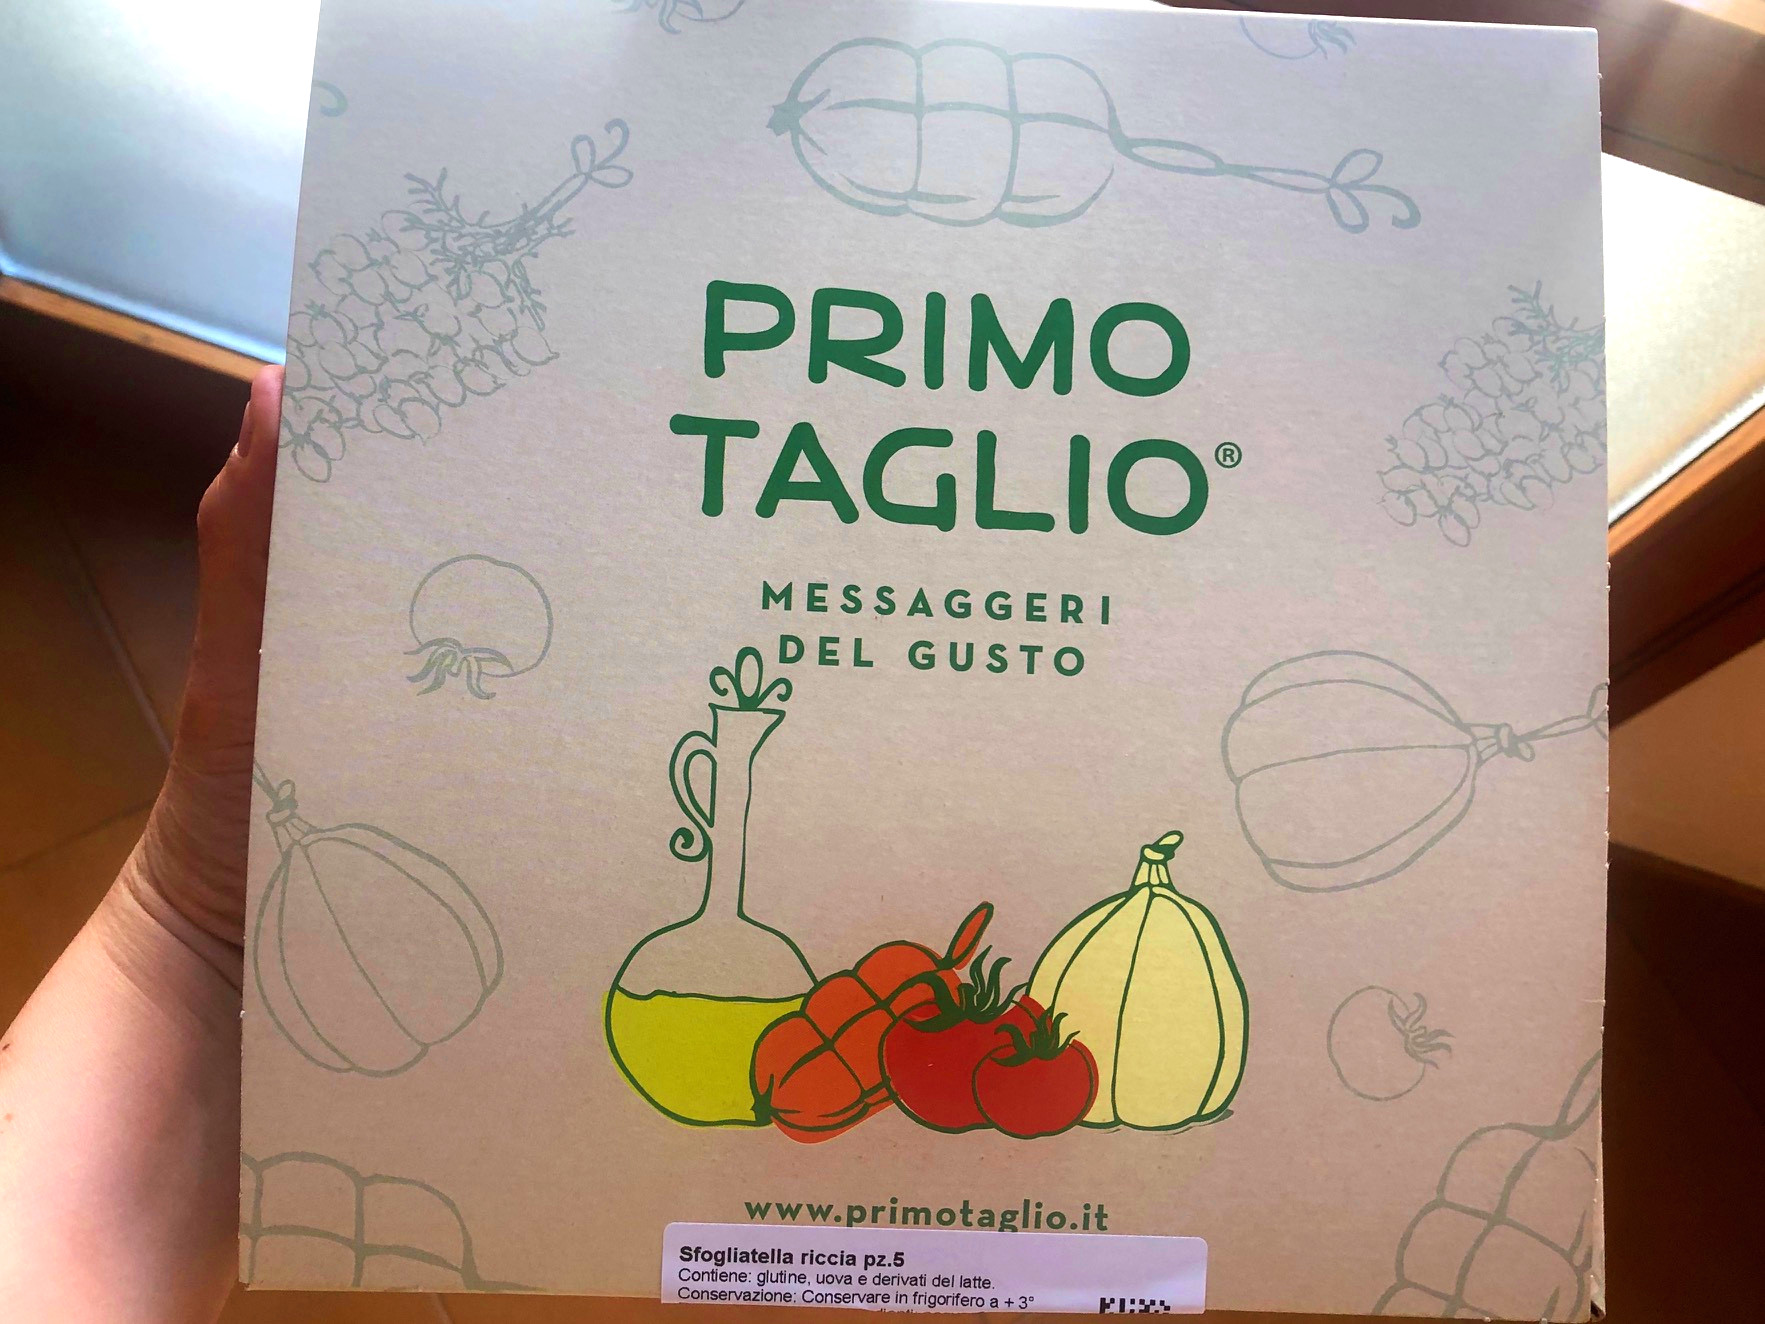 PRIMO
TAGLIO®
MESSAGGERI
DEL GUSTO
www.primotaglio.it
Sfogliatella riccia pz.5
Contiene: glutine, uova e derivati del latte.
Conservazione: Conservare in frigorifero a + 3°